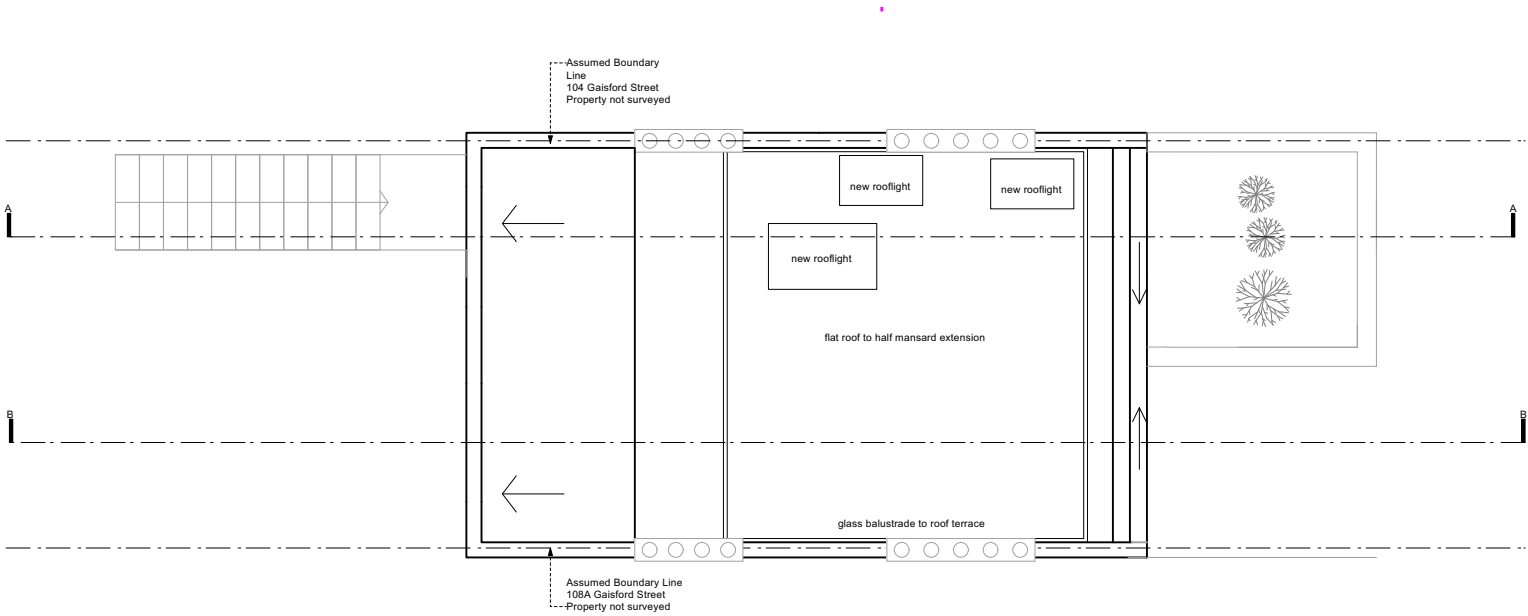 Assumed Boundary
Line
104 Gaisford Street
Property not surveyed
new rooflight
new rooflight
A
A
new rooflight
flat roof to half mansard extension
B
B
glass balustrade to roof terrace
Assumed Boundary Line
108A Gaisford Street
Property not surveyed